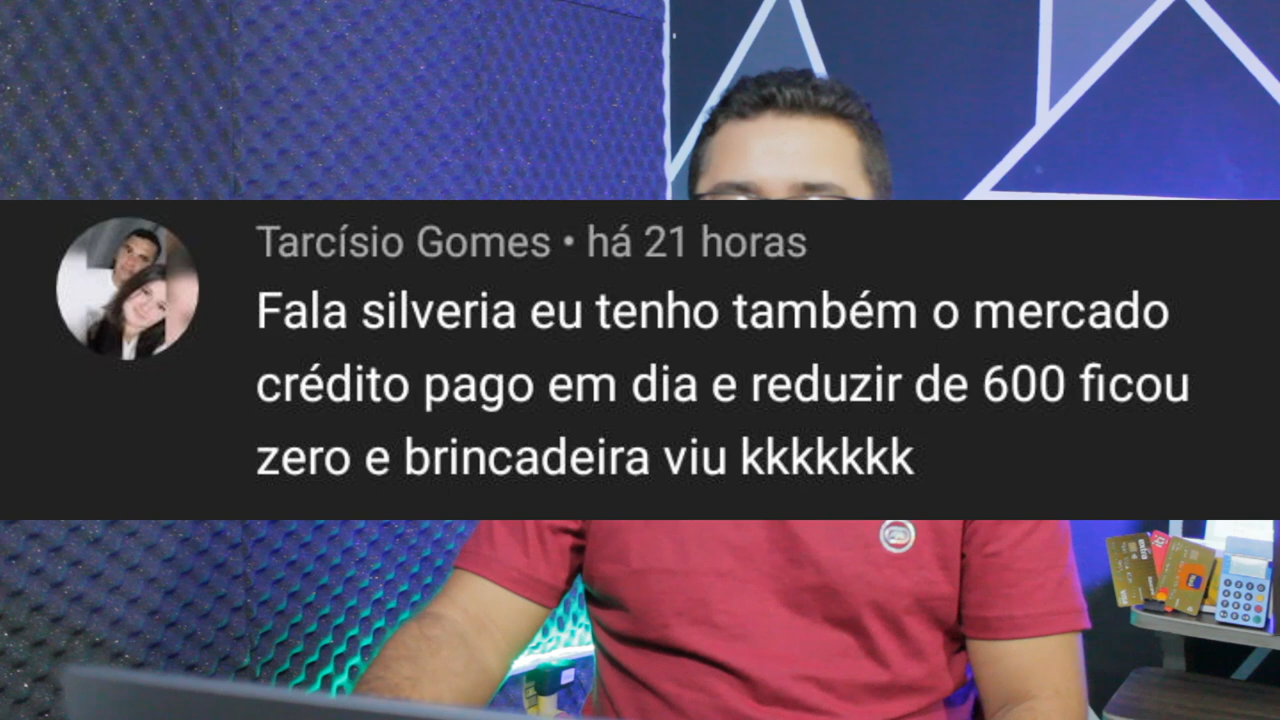 Tarcísio Gomes • há 21 horas
Fala silveria eu tenho também o mercado
crédito pago em dia e reduzir de 600 ficou
zero e brincadeira viu kkkkkkk